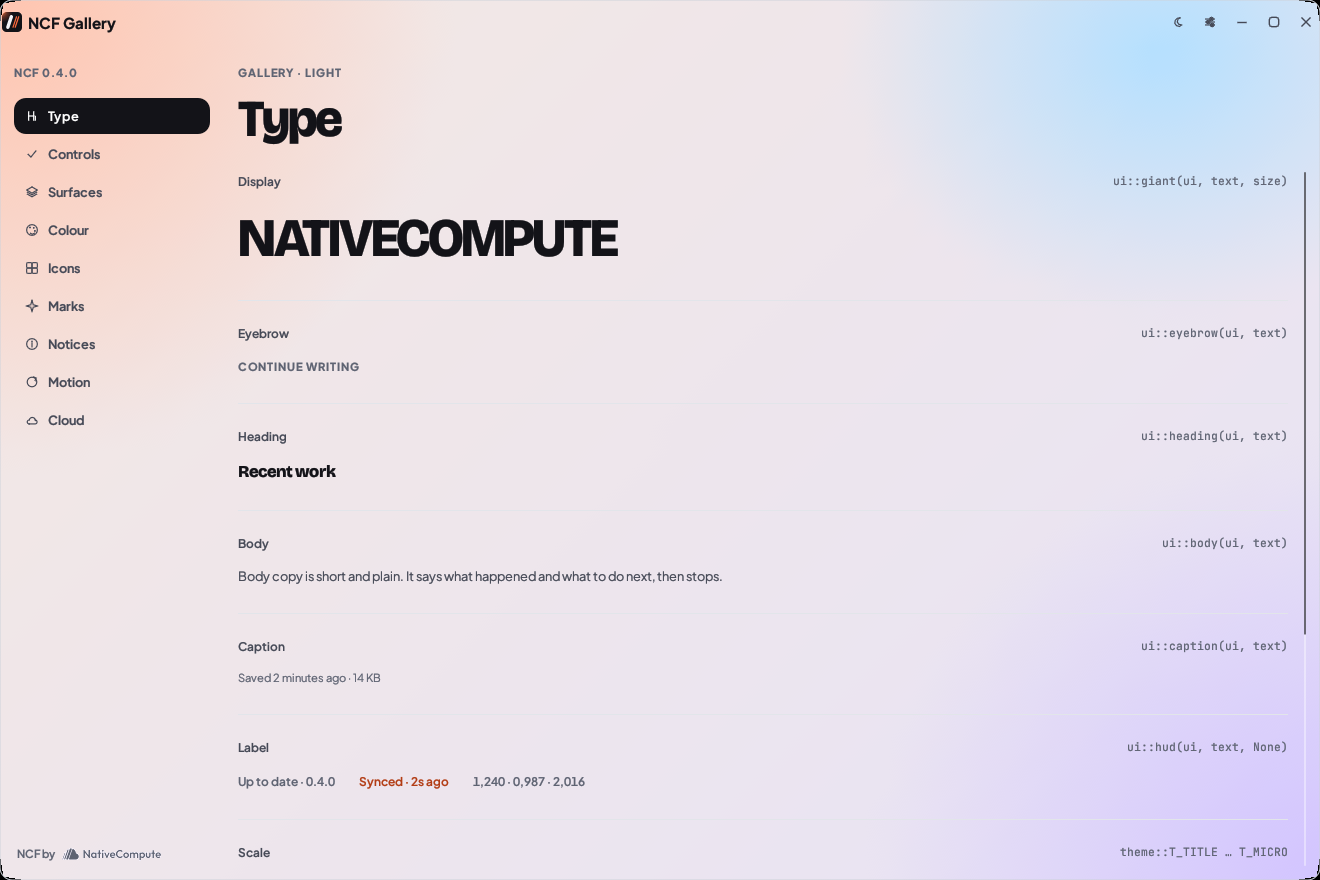 NCF Gallery
NCF 0.4.0
Type
Controls
Surfaces
Colour
Icons
Marks
Notices
Motion
Cloud
NCF by NativeCompute
GALLERY · LIGHT
Type
Display ui::giant(ui, text, size)
NATIVECOMPUTE
Eyebrow ui::eyebrow(ui, text)
CONTINUE WRITING
Heading ui::heading(ui, text)
Recent work
Body ui::body(ui, text)
Body copy is short and plain. It says what happened and what to do next, then stops.
Caption ui::caption(ui, text)
Saved 2 minutes ago · 14 KB
Label ui::hud(ui, text, None)
Up to date · 0.4.0 Synced · 2s ago 1,240 · 0,987 · 2,016
Scale theme::T_TITLE … T_MICRO